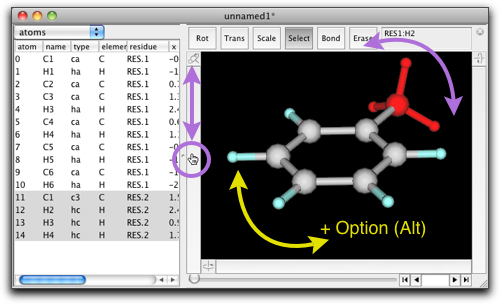 unnamed1*
atoms
Rot Trans Scale Select Bond Erase RES1:H2
atom name type elemer residue x
0 C1 ca C RES.1 -0
1 H1 ha H RES.1 -1
2 C2 ca C RES.1 0.
3 C3 ca C RES.1 1.
4 H3 ha H RES.1 2.
5 C4 ca C RES.1 0.
6 H4 ha H RES.1 1.
7 C5 ca C RES.1 -0
8 H5 ha H RES.1 -1
9 C6 ca C RES.1 -1
10 H6 ha H RES.1 -2
11 C1 c3 C RES.2 1.
12 H2 hc H RES.2 2.
13 H3 hc H RES.2 0.
14 H4 hc H RES.2 1.
+ Option (Alt)